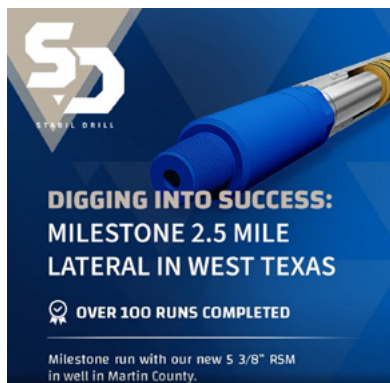 SD
STABIL DRILL
DIGGING INTO SUCCESS:
MILESTONE 2.5 MILE
LATERAL IN WEST TEXAS
OVER 100 RUNS COMPLETED
Milestone run with our new 5 3/8" RSM
in well in Martin County.